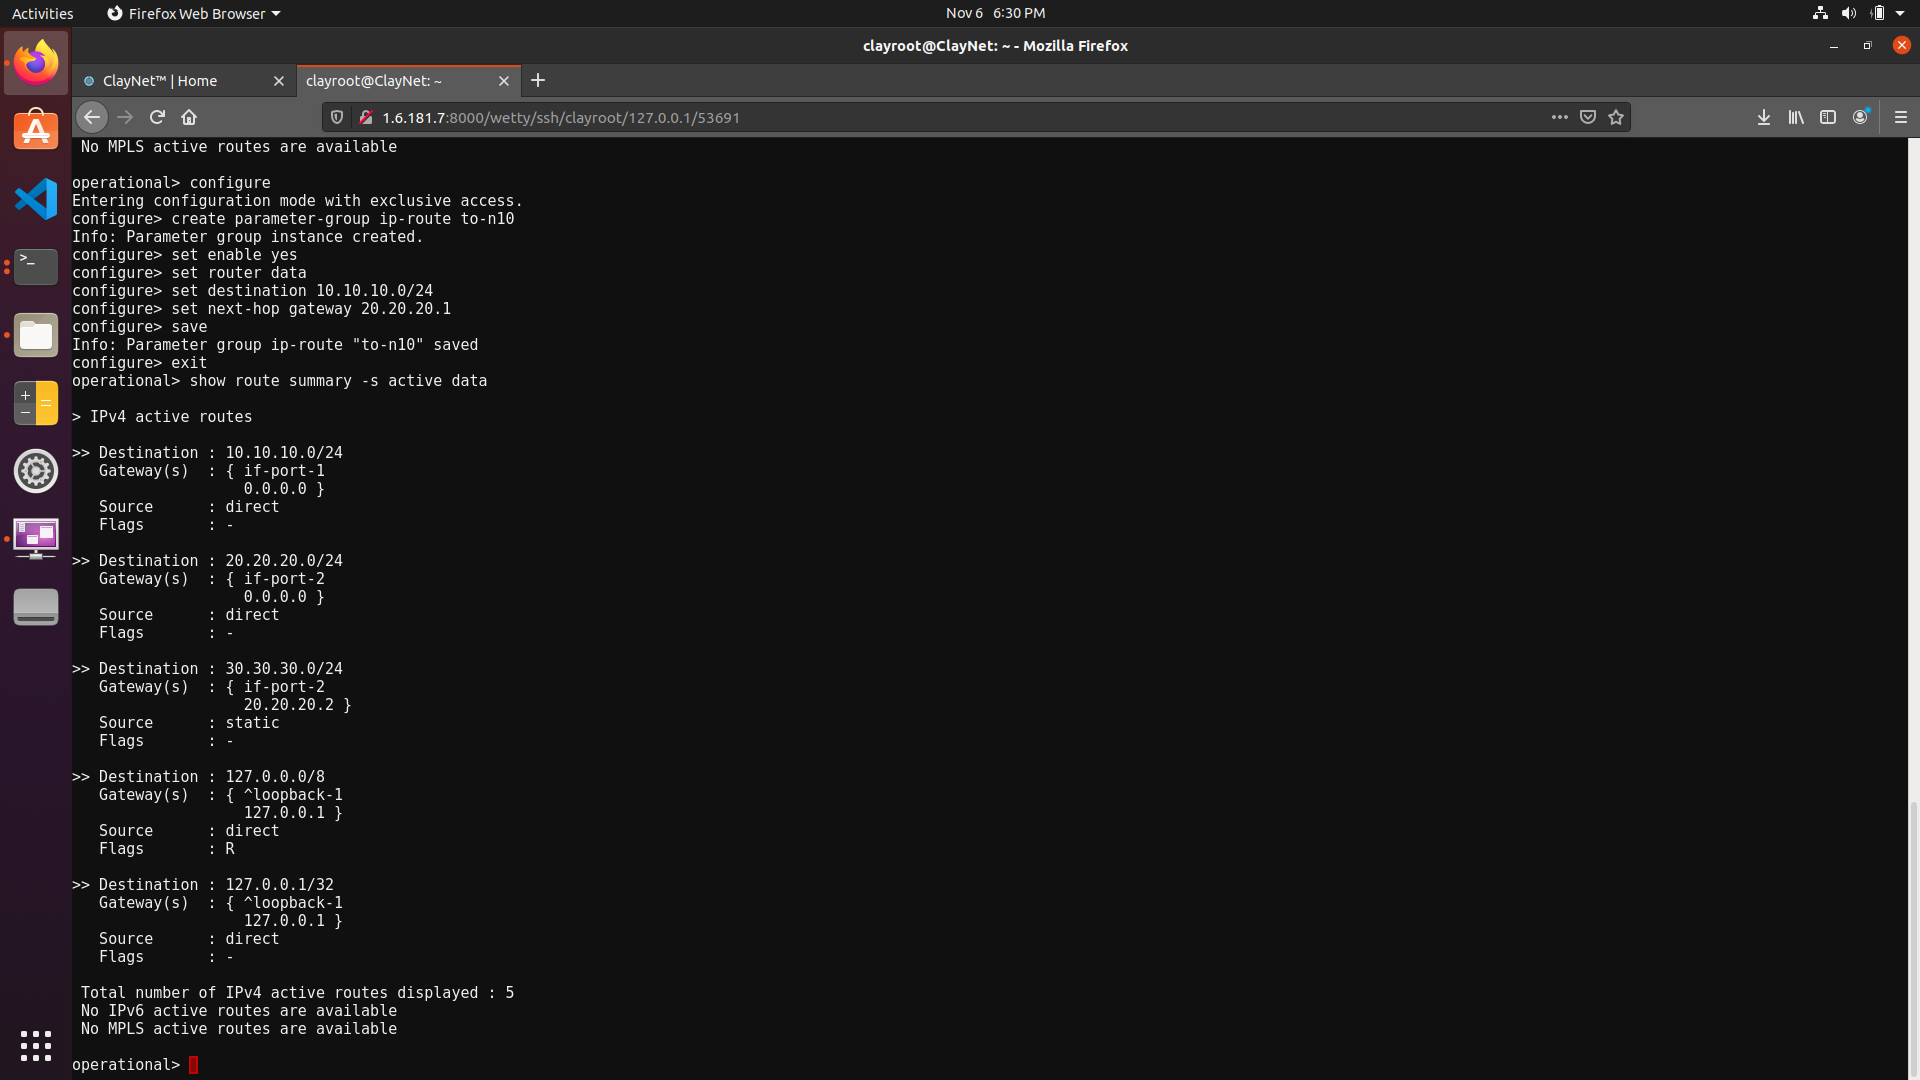 Activities
Firefox Web Browser
Nov 6 6:30 PM
clayroot@ClayNet: ~ - Mozilla Firefox
ClayNet™ | Home
clayroot@ClayNet: ~
1.6.181.7:8000/wetty/ssh/clayroot/127.0.0.1/53691
No MPLS active routes are available
operational> configure
Entering configuration mode with exclusive access.
configure> create parameter-group ip-route to-n10
Info: Parameter group instance created.
configure> set enable yes
configure> set router data
configure> set destination 10.10.10.0/24
configure> set next-hop gateway 20.20.20.1
configure> save
Info: Parameter group ip-route "to-n10" saved
configure> exit
operational> show route summary -s active data
> IPv4 active routes
>> Destination : 10.10.10.0/24
Gateway(s) : { if-port-1
0.0.0.0 }
Source : direct
Flags : -
>> Destination : 20.20.20.0/24
Gateway(s) : { if-port-2
0.0.0.0 }
Source : direct
Flags : -
>> Destination : 30.30.30.0/24
Gateway(s) : { if-port-2
20.20.20.2 }
Source : static
Flags : -
>> Destination : 127.0.0.0/8
Gateway(s) : { ^loopback-1
127.0.0.1 }
Source : direct
Flags : R
>> Destination : 127.0.0.1/32
Gateway(s) : { ^loopback-1
127.0.0.1 }
Source : direct
Flags : -
Total number of IPv4 active routes displayed : 5
No IPv6 active routes are available
No MPLS active routes are available
operational>